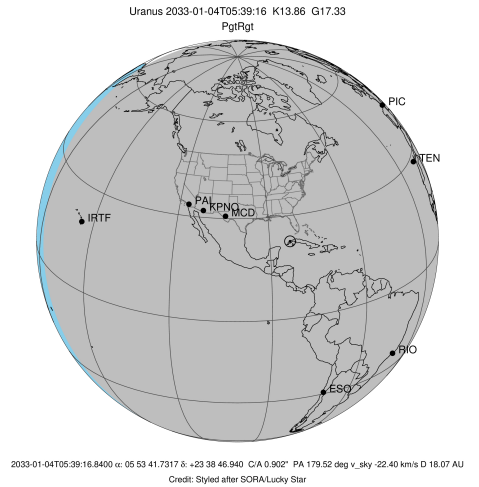 Uranus 2033-01-04T05:39:16 K13.86 G17.33
PgtRgt
PIC
TEN
PAL
KPNO
MCD
IRTF
RIO
ESO
2033-01-04T05:39:16.8400 α: 05 53 41.7317 δ: +23 38 46.940 C/A 0.902" PA 179.52 deg v_sky -22.40 km/s D 18.07 AU
Credit: Styled after SORA/Lucky Star